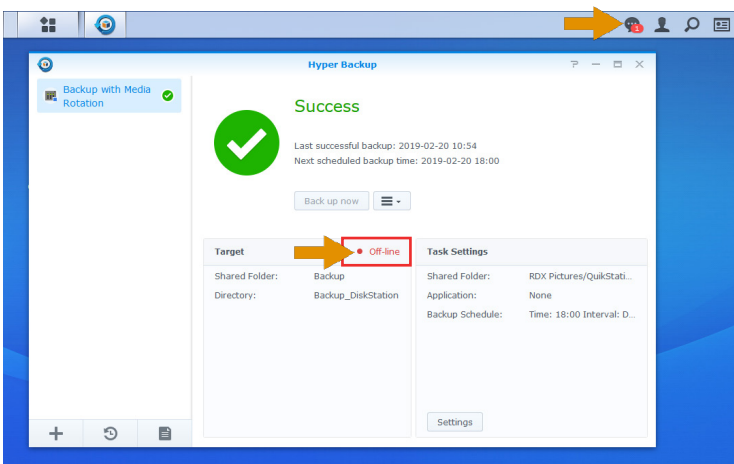 1
Hyper Backup
Backup with Media
Rotation
Success
Last successful backup: 2019-02-20 10:54
Next scheduled backup time: 2019-02-20 18:00
Back up now
Target
Off-line
Shared Folder: Backup
Directory: Backup_DiskStation
Task Settings
Shared Folder: RDX Pictures/QuikStati...
Application: None
Backup Schedule: Time: 18:00 Interval: D...
Settings